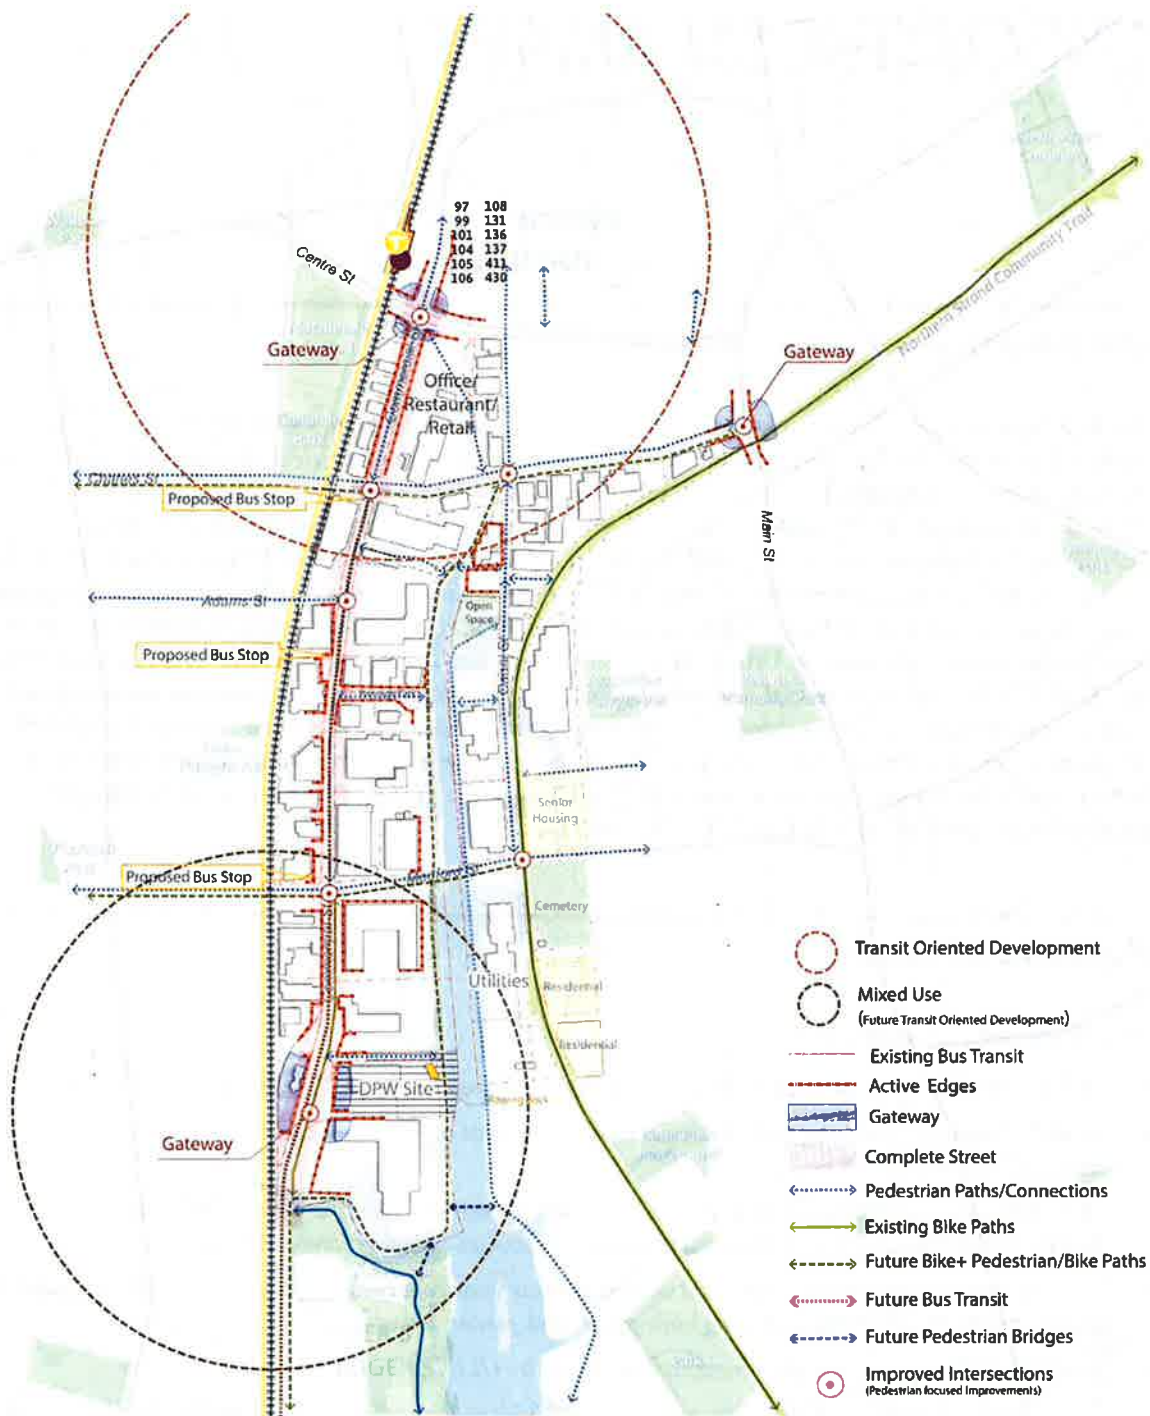 97 108
99 131
101 136
104 137
105 411
106 430
Centre St
Gateway
Gateway
Office/
Restaurant/
Retail
Northern Strand Community Trail
Charles St
Proposed Bus Stop
Main St
Adams St
Open
Space
Proposed Bus Stop
Senior
Housing
Proposed Bus Stop
Medford St
Cemetery
Utilities
Residential
Residential
DPW Site
Gateway
Transit Oriented Development
Mixed Use
(Future Transit Oriented Development)
Existing Bus Transit
Active Edges
Gateway
Complete Street
Pedestrian Paths/Connections
Existing Bike Paths
Future Bike+ Pedestrian/Bike Paths
Future Bus Transit
Future Pedestrian Bridges
Improved Intersections
(Pedestrian focused Improvements)